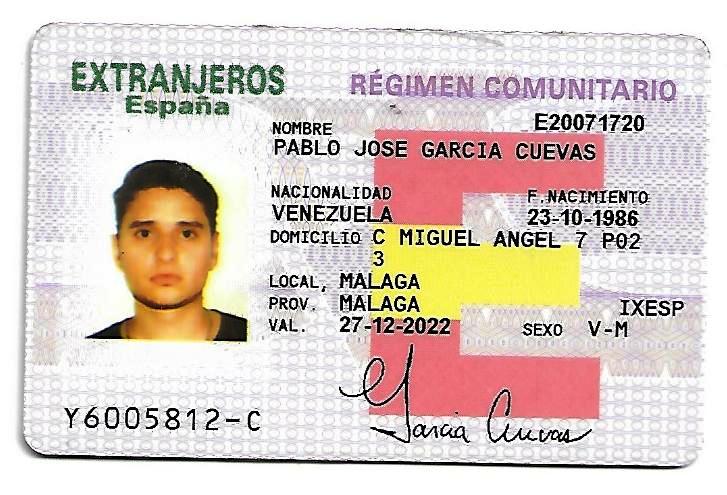 EXTRANJEROS
España
RÉGIMEN COMUNITARIO
E20071720
NOMBRE
PABLO JOSE GARCIA CUEVAS
NACIONALIDAD
VENEZUELA
F.NACIMIENTO
23-10-1986
DOMICILIO C MIGUEL ANGEL 7 P02
3
LOCAL, MALAGA
PROV. MALAGA
IXESP
VAL. 27-12-2022
SEXO V-M
Garcia Cuevas
Y6005812-C